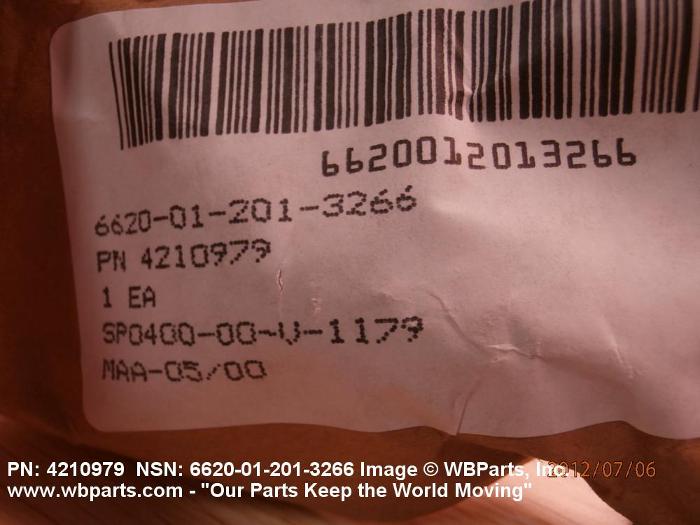 6620012013266
6620-01-201-3266
PN 4210979
1 EA
SP0400-00-V-1179
MAA-05/00
PN: 4210979 NSN: 6620-01-201-3266 Image © WBParts, Inc. 2012/07/06
www.wbparts.com - "Our Parts Keep the World Moving"